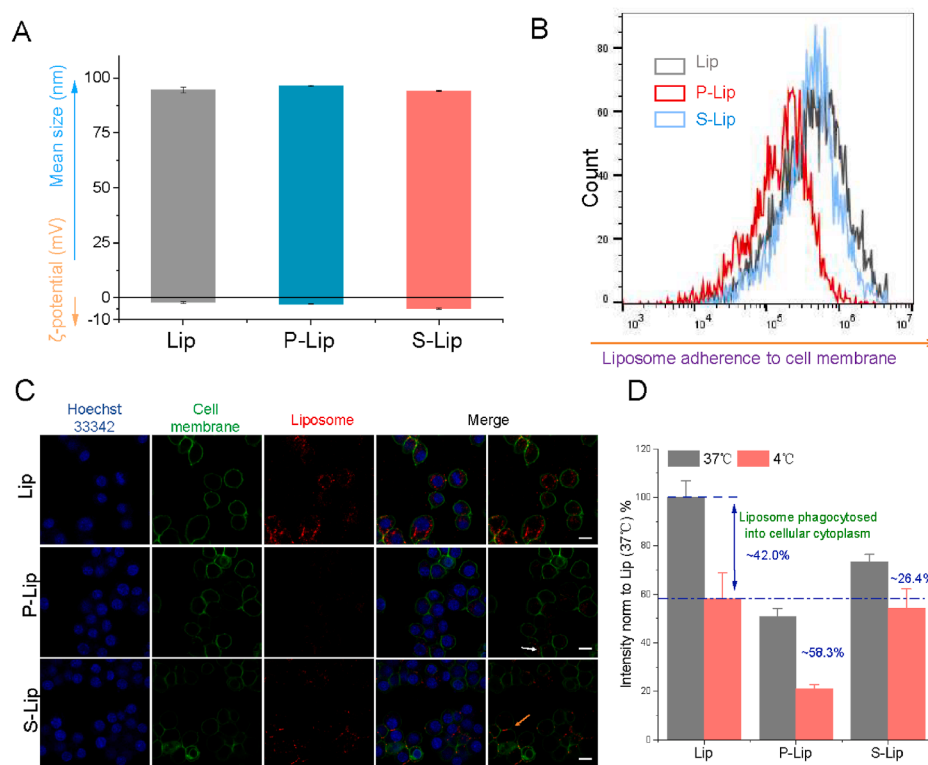 A
Mean size (nm)
ζ-potential (mV)
100
75
50
25
0
-10
Lip
P-Lip
S-Lip
B
Lip
P-Lip
S-Lip
Count
80
60
40
20
0
10³
10⁴
10⁵
10⁶
10⁷
Liposome adherence to cell membrane
C
Hoechst
33342
Cell
membrane
Liposome
Merge
Lip
P-Lip
S-Lip
D
Intensity norm to Lip (37℃) %
120
100
80
60
40
20
0
37℃
4℃
Liposome phagocytosed
into cellular cytoplasm
~42.0%
~58.3%
~26.4%
Lip
P-Lip
S-Lip